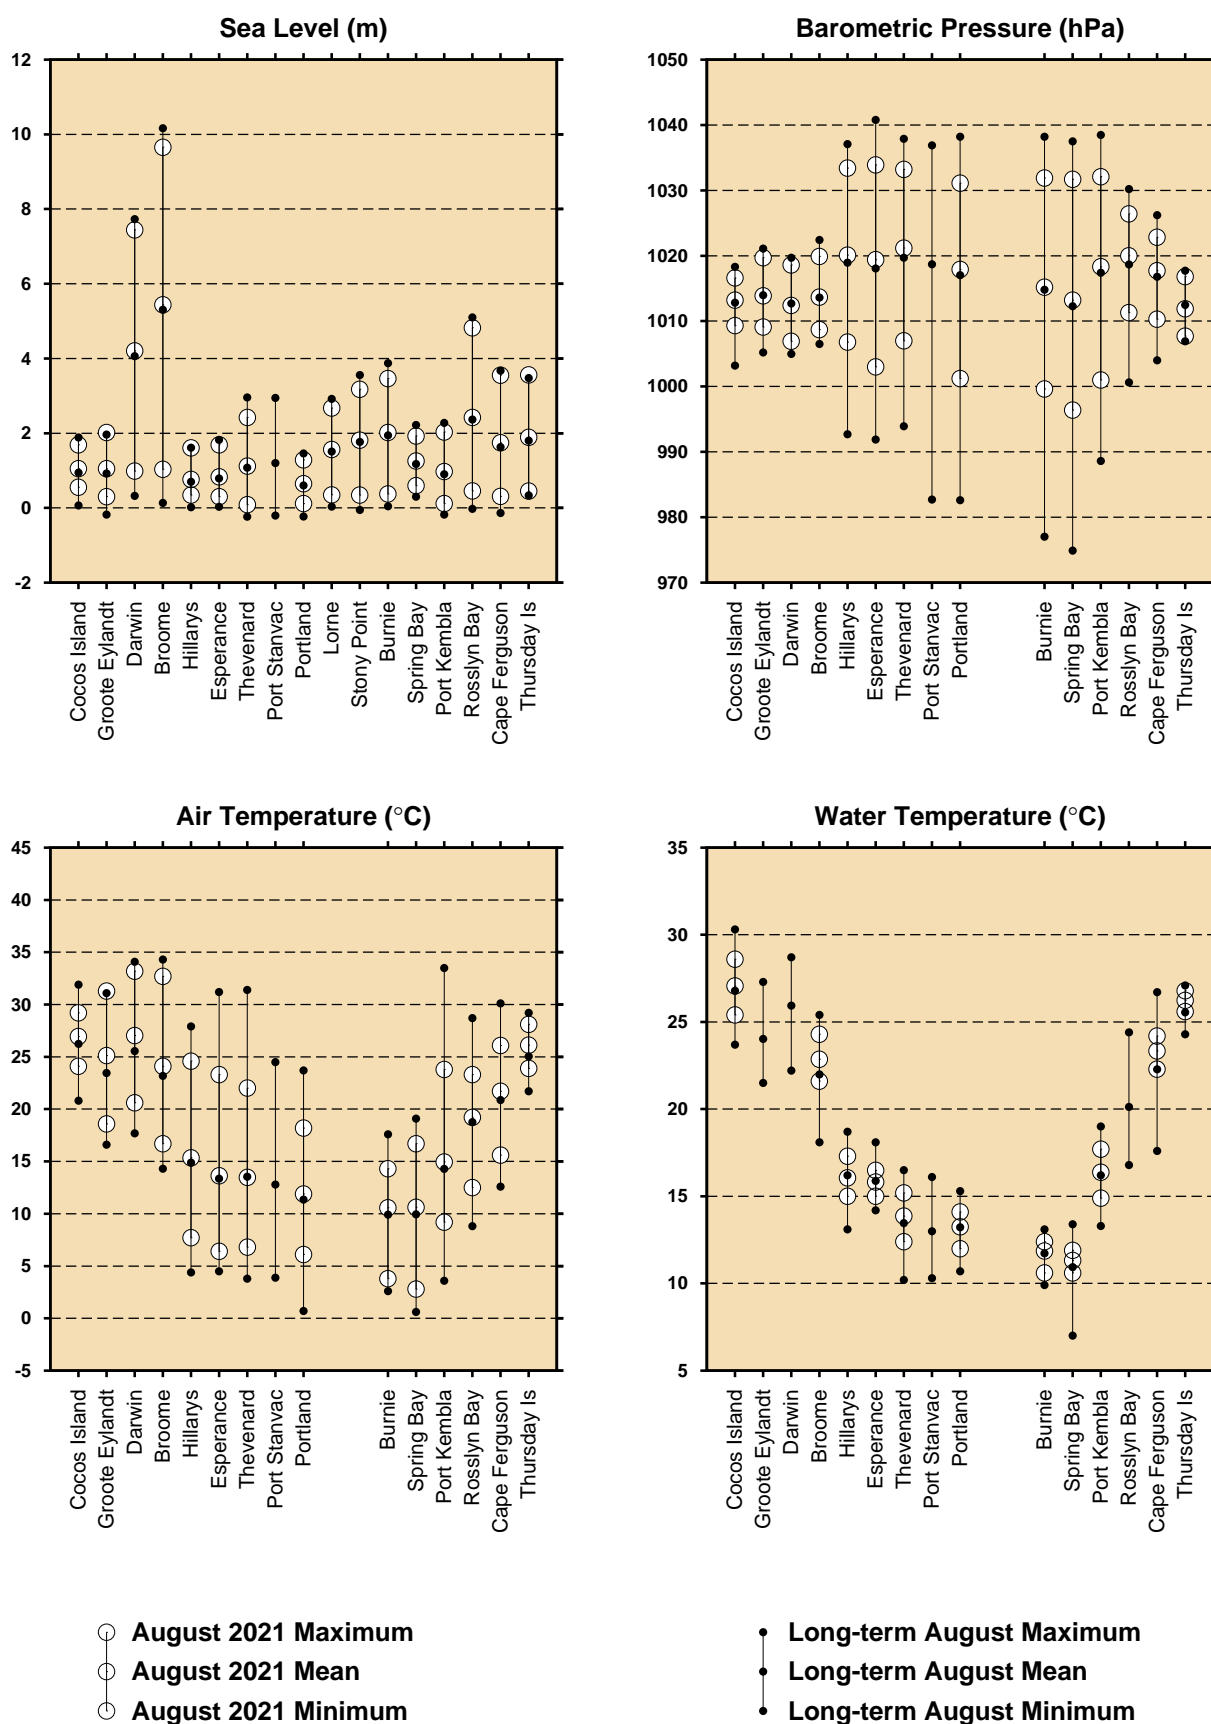 Sea Level (m)
12
10
8
6
4
2
0
-2
Cocos Island
Groote Eylandt
Darwin
Broome
Hillarys
Esperance
Thevenard
Port Stanvac
Portland
Lorne
Stony Point
Burnie
Spring Bay
Port Kembla
Rosslyn Bay
Cape Ferguson
Thursday Is
Barometric Pressure (hPa)
1050
1040
1030
1020
1010
1000
990
980
970
Cocos Island
Groote Eylandt
Darwin
Broome
Hillarys
Esperance
Thevenard
Port Stanvac
Portland
Burnie
Spring Bay
Port Kembla
Rosslyn Bay
Cape Ferguson
Thursday Is
Air Temperature (°C)
45
40
35
30
25
20
15
10
5
0
-5
Cocos Island
Groote Eylandt
Darwin
Broome
Hillarys
Esperance
Thevenard
Port Stanvac
Portland
Burnie
Spring Bay
Port Kembla
Rosslyn Bay
Cape Ferguson
Thursday Is
Water Temperature (°C)
35
30
25
20
15
10
5
Cocos Island
Groote Eylandt
Darwin
Broome
Hillarys
Esperance
Thevenard
Port Stanvac
Portland
Burnie
Spring Bay
Port Kembla
Rosslyn Bay
Cape Ferguson
Thursday Is
August 2021 Maximum
August 2021 Mean
August 2021 Minimum
Long-term August Maximum
Long-term August Mean
Long-term August Minimum